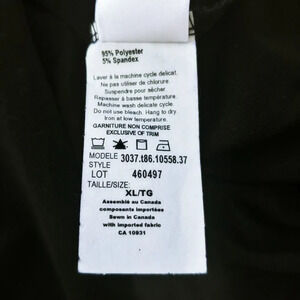 95% Polyester
5% Spandex
Laver à la machine cycle delicat.
Ne pas utiliser de chlorure
Suspendre pour sécher
Repasser à basse température.
Machine wash delicate cycle.
Do not use bleach. Hang to dry
Iron at low temperature.
GARNITURE NON COMPRISE
EXCLUSIVE OF TRIM
MODELE 3037.t86.10558.37
STYLE
LOT 460497
TAILLE/SIZE:
XL/TG
Assemblé au Canada
composants importés
Sewn in Canada
with imported fabric
CA 10931